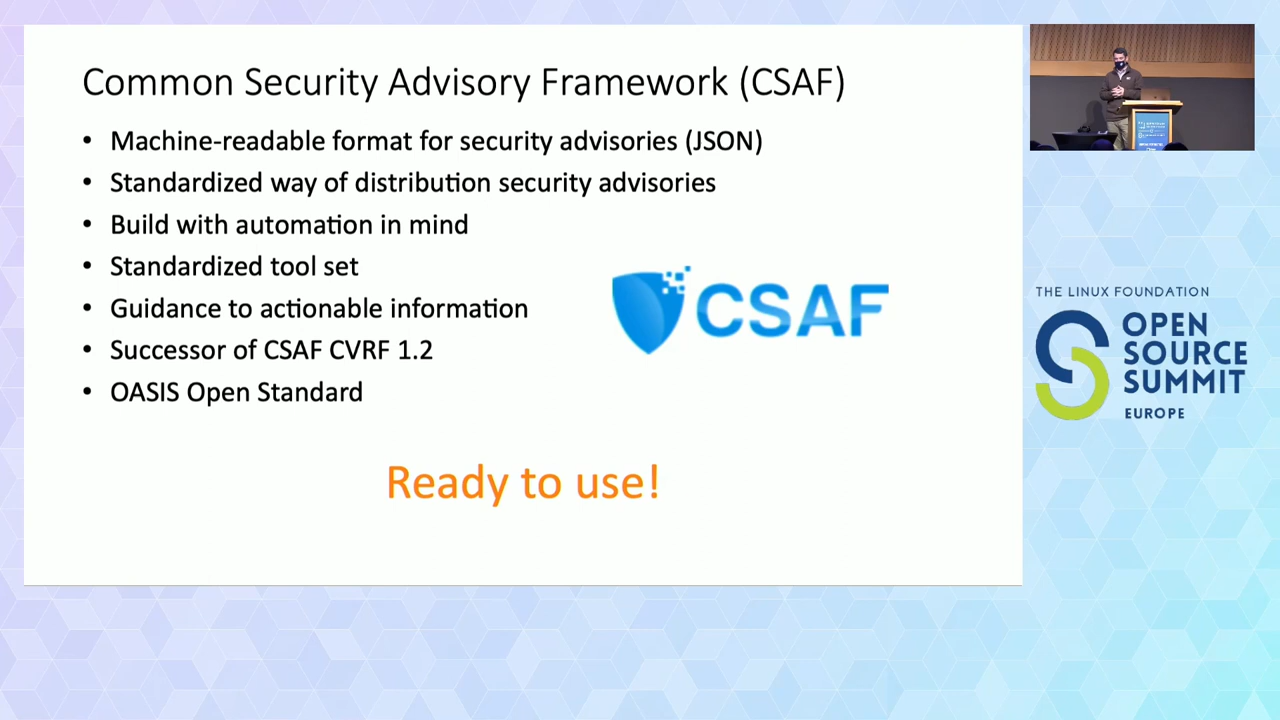 Common Security Advisory Framework (CSAF)
• Machine-readable format for security advisories (JSON)
• Standardized way of distribution security advisories
• Build with automation in mind
• Standardized tool set
• Guidance to actionable information
• Successor of CSAF CVRF 1.2
• OASIS Open Standard
CSAF
Ready to use!
THE LINUX FOUNDATION
OPEN
SOURCE
SUMMIT
EUROPE